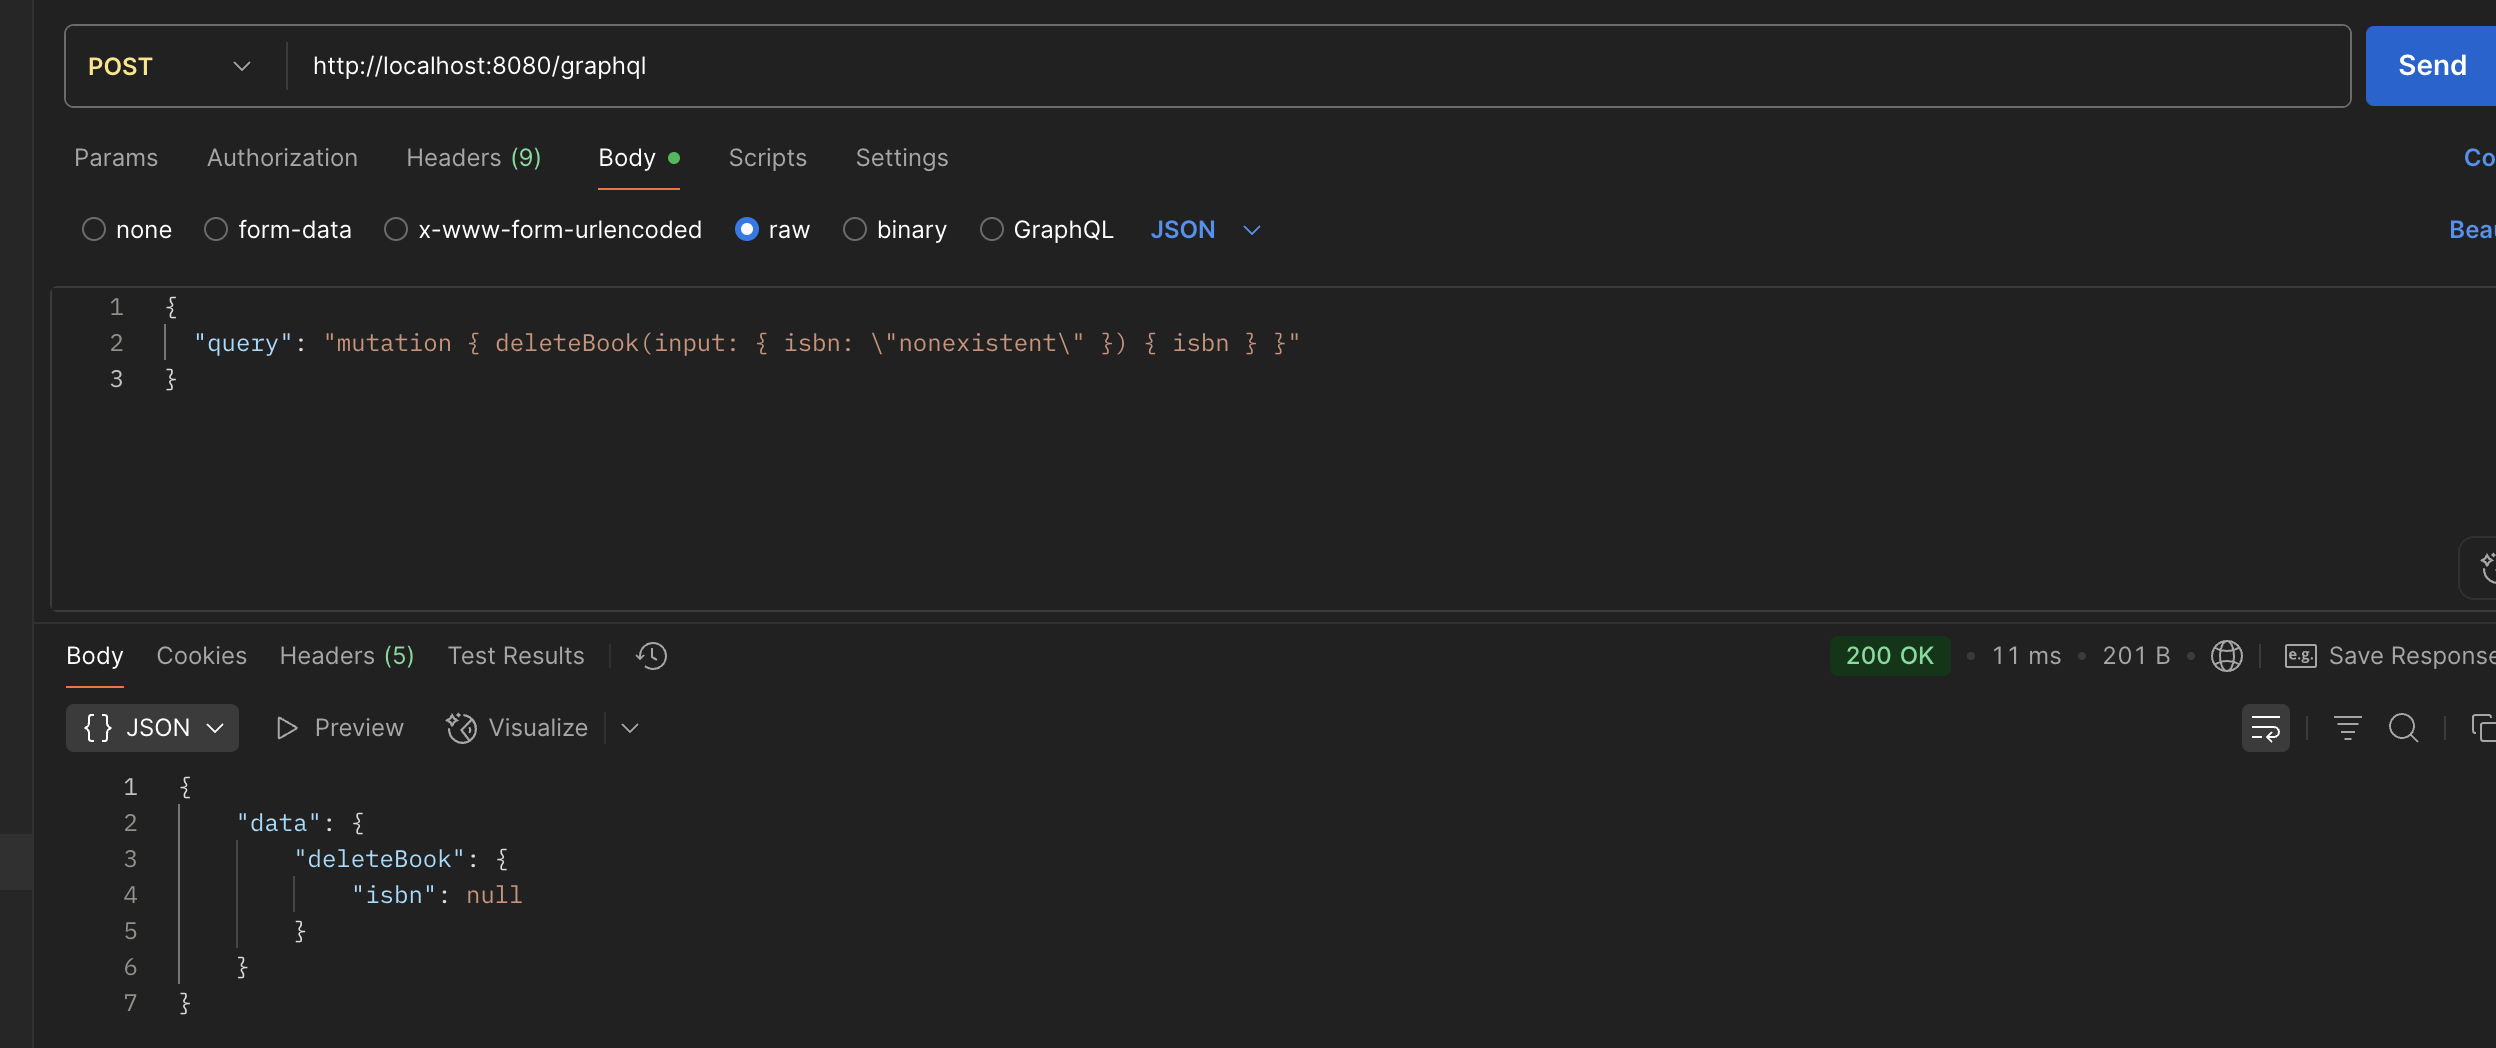 POST http://localhost:8080/graphql Send
Params Authorization Headers (9) Body Scripts Settings Co
none form-data x-www-form-urlencoded raw binary GraphQL JSON Beau
1 {
2 "query": "mutation { deleteBook(input: { isbn: \"nonexistent\" }) { isbn } }"
3 }
Body Cookies Headers (5) Test Results 200 OK • 11 ms • 201 B • e.g. Save Response
{} JSON Preview Visualize
1 {
2 "data": {
3 "deleteBook": {
4 "isbn": null
5 }
6 }
7 }